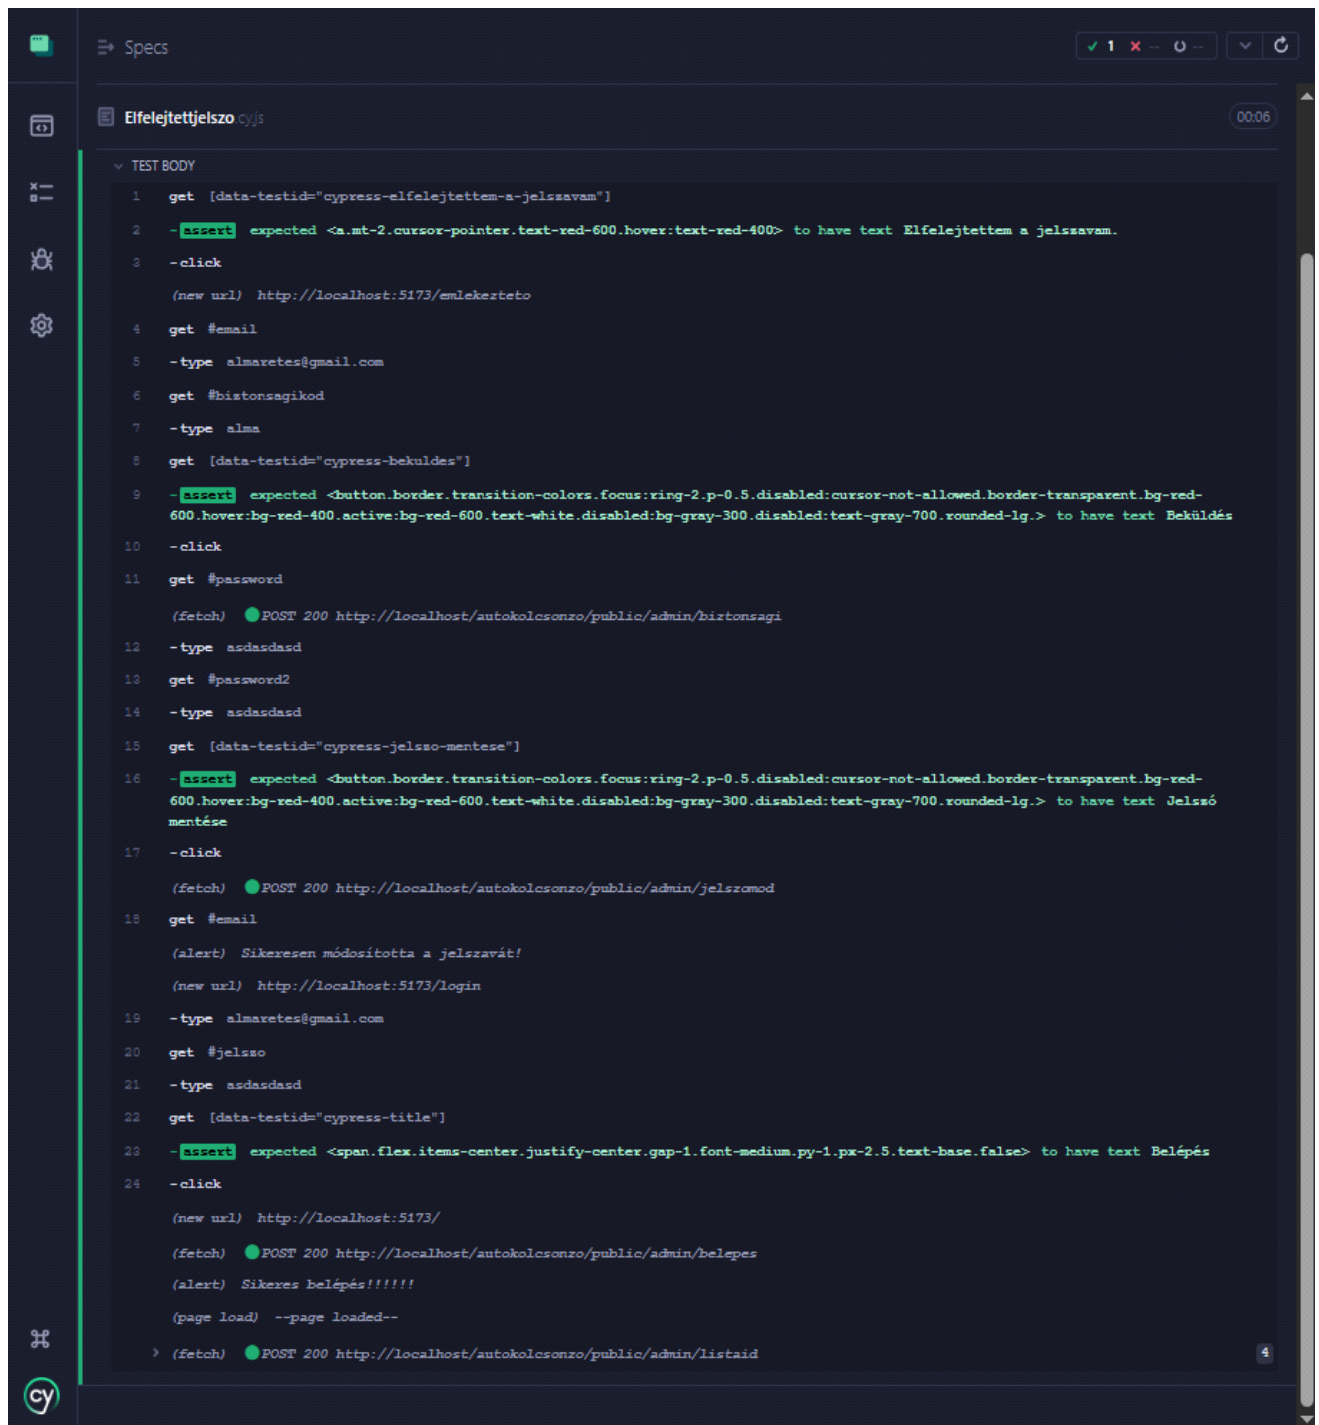 Specs
✓ 1 × -- --
Elfelejtettjelszo cy.js 00:06
TEST BODY
1 get [data-testid="cypress-elfelejtettem-a-jelszavam"]
2 -assert expected <a.mt-2.cursor-pointer.text-red-600.hover:text-red-400> to have text Elfelejtettem a jelszavam.
3 -click
(new url) http://localhost:5173/emlekezteto
4 get #email
5 -type almaretes@gmail.com
6 get #biztonsagikod
7 -type alma
8 get [data-testid="cypress-bekuldes"]
9 -assert expected <button.border.transition-colors.focus:ring-2.p-0.5.disabled:cursor-not-allowed.border-transparent.bg-red-
600.hover:bg-red-400.active:bg-red-600.text-white.disabled:bg-gray-300.disabled:text-gray-700.rounded-lg.> to have text Beküldés
10 -click
11 get #password
(fetch) POST 200 http://localhost/autokolcsonzo/public/admin/biztonsagi
12 -type asdasdasd
13 get #password2
14 -type asdasdasd
15 get [data-testid="cypress-jelszo-mentese"]
16 -assert expected <button.border.transition-colors.focus:ring-2.p-0.5.disabled:cursor-not-allowed.border-transparent.bg-red-
600.hover:bg-red-400.active:bg-red-600.text-white.disabled:bg-gray-300.disabled:text-gray-700.rounded-lg.> to have text Jelszó
mentése
17 -click
(fetch) POST 200 http://localhost/autokolcsonzo/public/admin/jelszomod
18 get #email
(alert) Sikeresen módosította a jelszavát!
(new url) http://localhost:5173/login
19 -type almaretes@gmail.com
20 get #jelszo
21 -type asdasdasd
22 get [data-testid="cypress-title"]
23 -assert expected <span.flex.items-center.justify-center.gap-1.font-medium.py-1.px-2.5.text-base.false> to have text Belépés
24 -click
(new url) http://localhost:5173/
(fetch) POST 200 http://localhost/autokolcsonzo/public/admin/belepes
(alert) Sikeres belépés!!!!!!
(page load) --page loaded--
(fetch) POST 200 http://localhost/autokolcsonzo/public/admin/listaid 4
cy